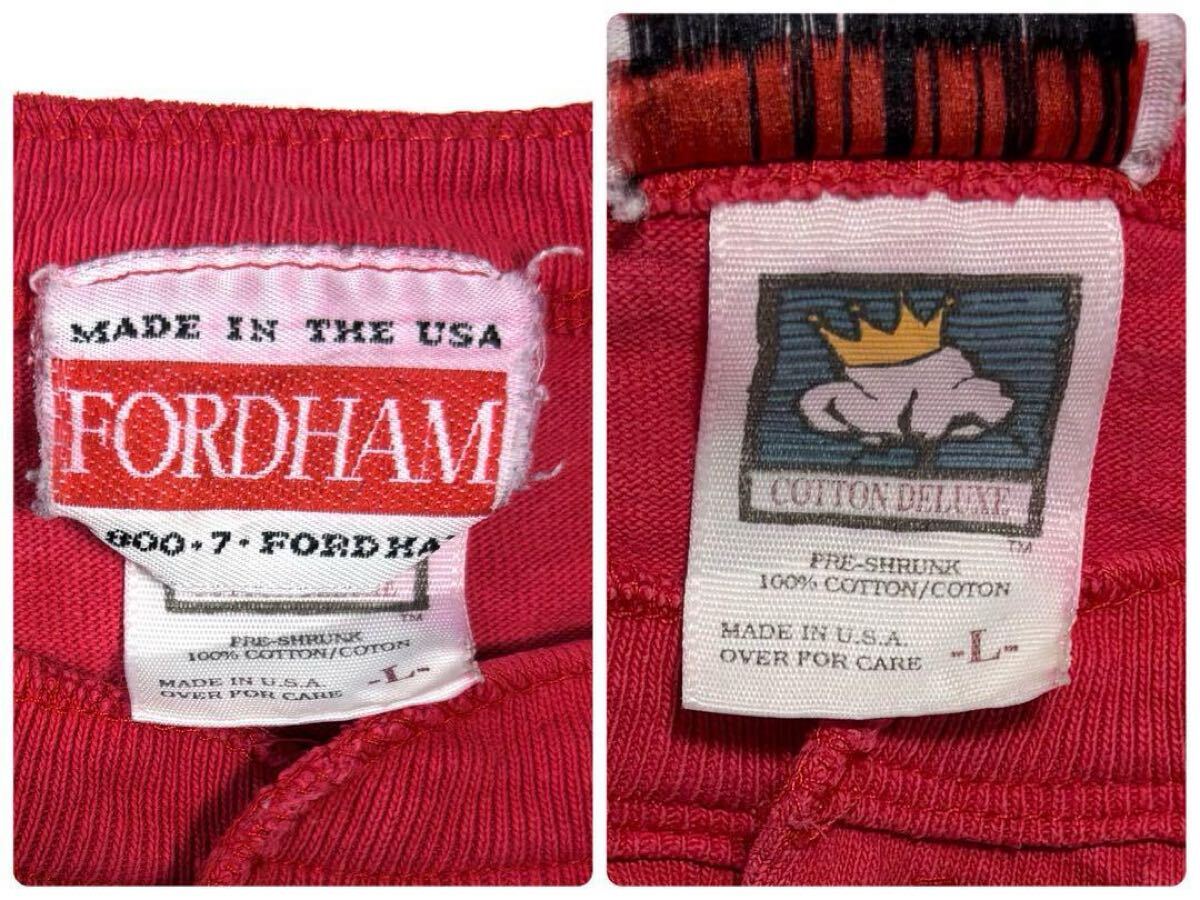 MADE IN THE USA
FORDHAM
800·7·FORDHA
PRE-SHRUNK
100% COTTON/COTON
MADE IN U.S.A.
OVER FOR CARE
-L-
COTTON DELUXE
TM
PRE-SHRUNK
100% COTTON/COTON
MADE IN U.S.A.
OVER FOR CARE
-L-